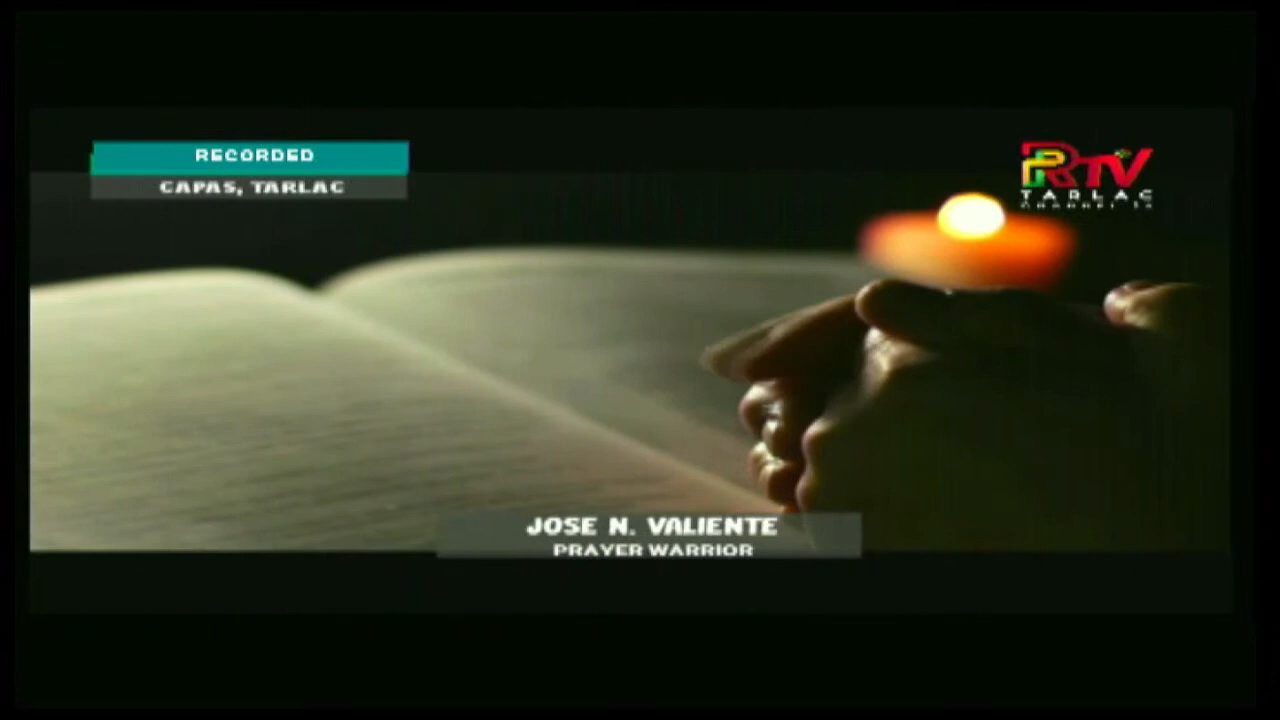 RECORDED
CAPAS, TARLAC
PRTV
TARLAC
JOSE N. VALIENTE
PRAYER WARRIOR